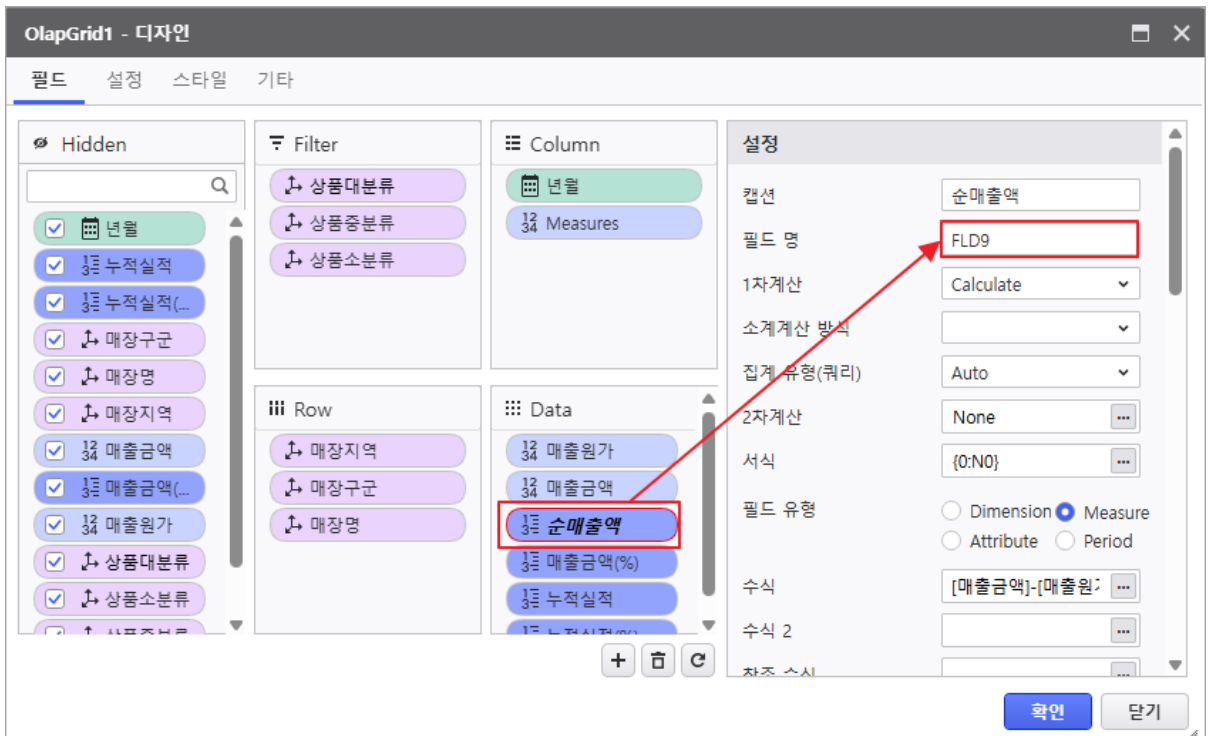 OlapGrid1 - 디자인
필드 설정 스타일 기타
Hidden
년월
누적실적
누적실적(...
매장구군
매장명
매장지역
매출금액
매출금액(...
매출원가
상품대분류
상품소분류
Filter
상품대분류
상품중분류
상품소분류
Column
년월
Measures
Row
매장지역
매장구군
매장명
Data
매출원가
매출금액
순매출액
매출금액(%)
누적실적
누적실적(%)
설정
캡션 순매출액
필드 명 FLD9
1차계산 Calculate
소계계산 방식
집계 유형(쿼리) Auto
2차계산 None ...
서식 {0:N0} ...
필드 유형 Dimension Measure
Attribute Period
수식 [매출금액]-[매출원가 ...
수식 2 ...
참조 수식 ...
확인 닫기